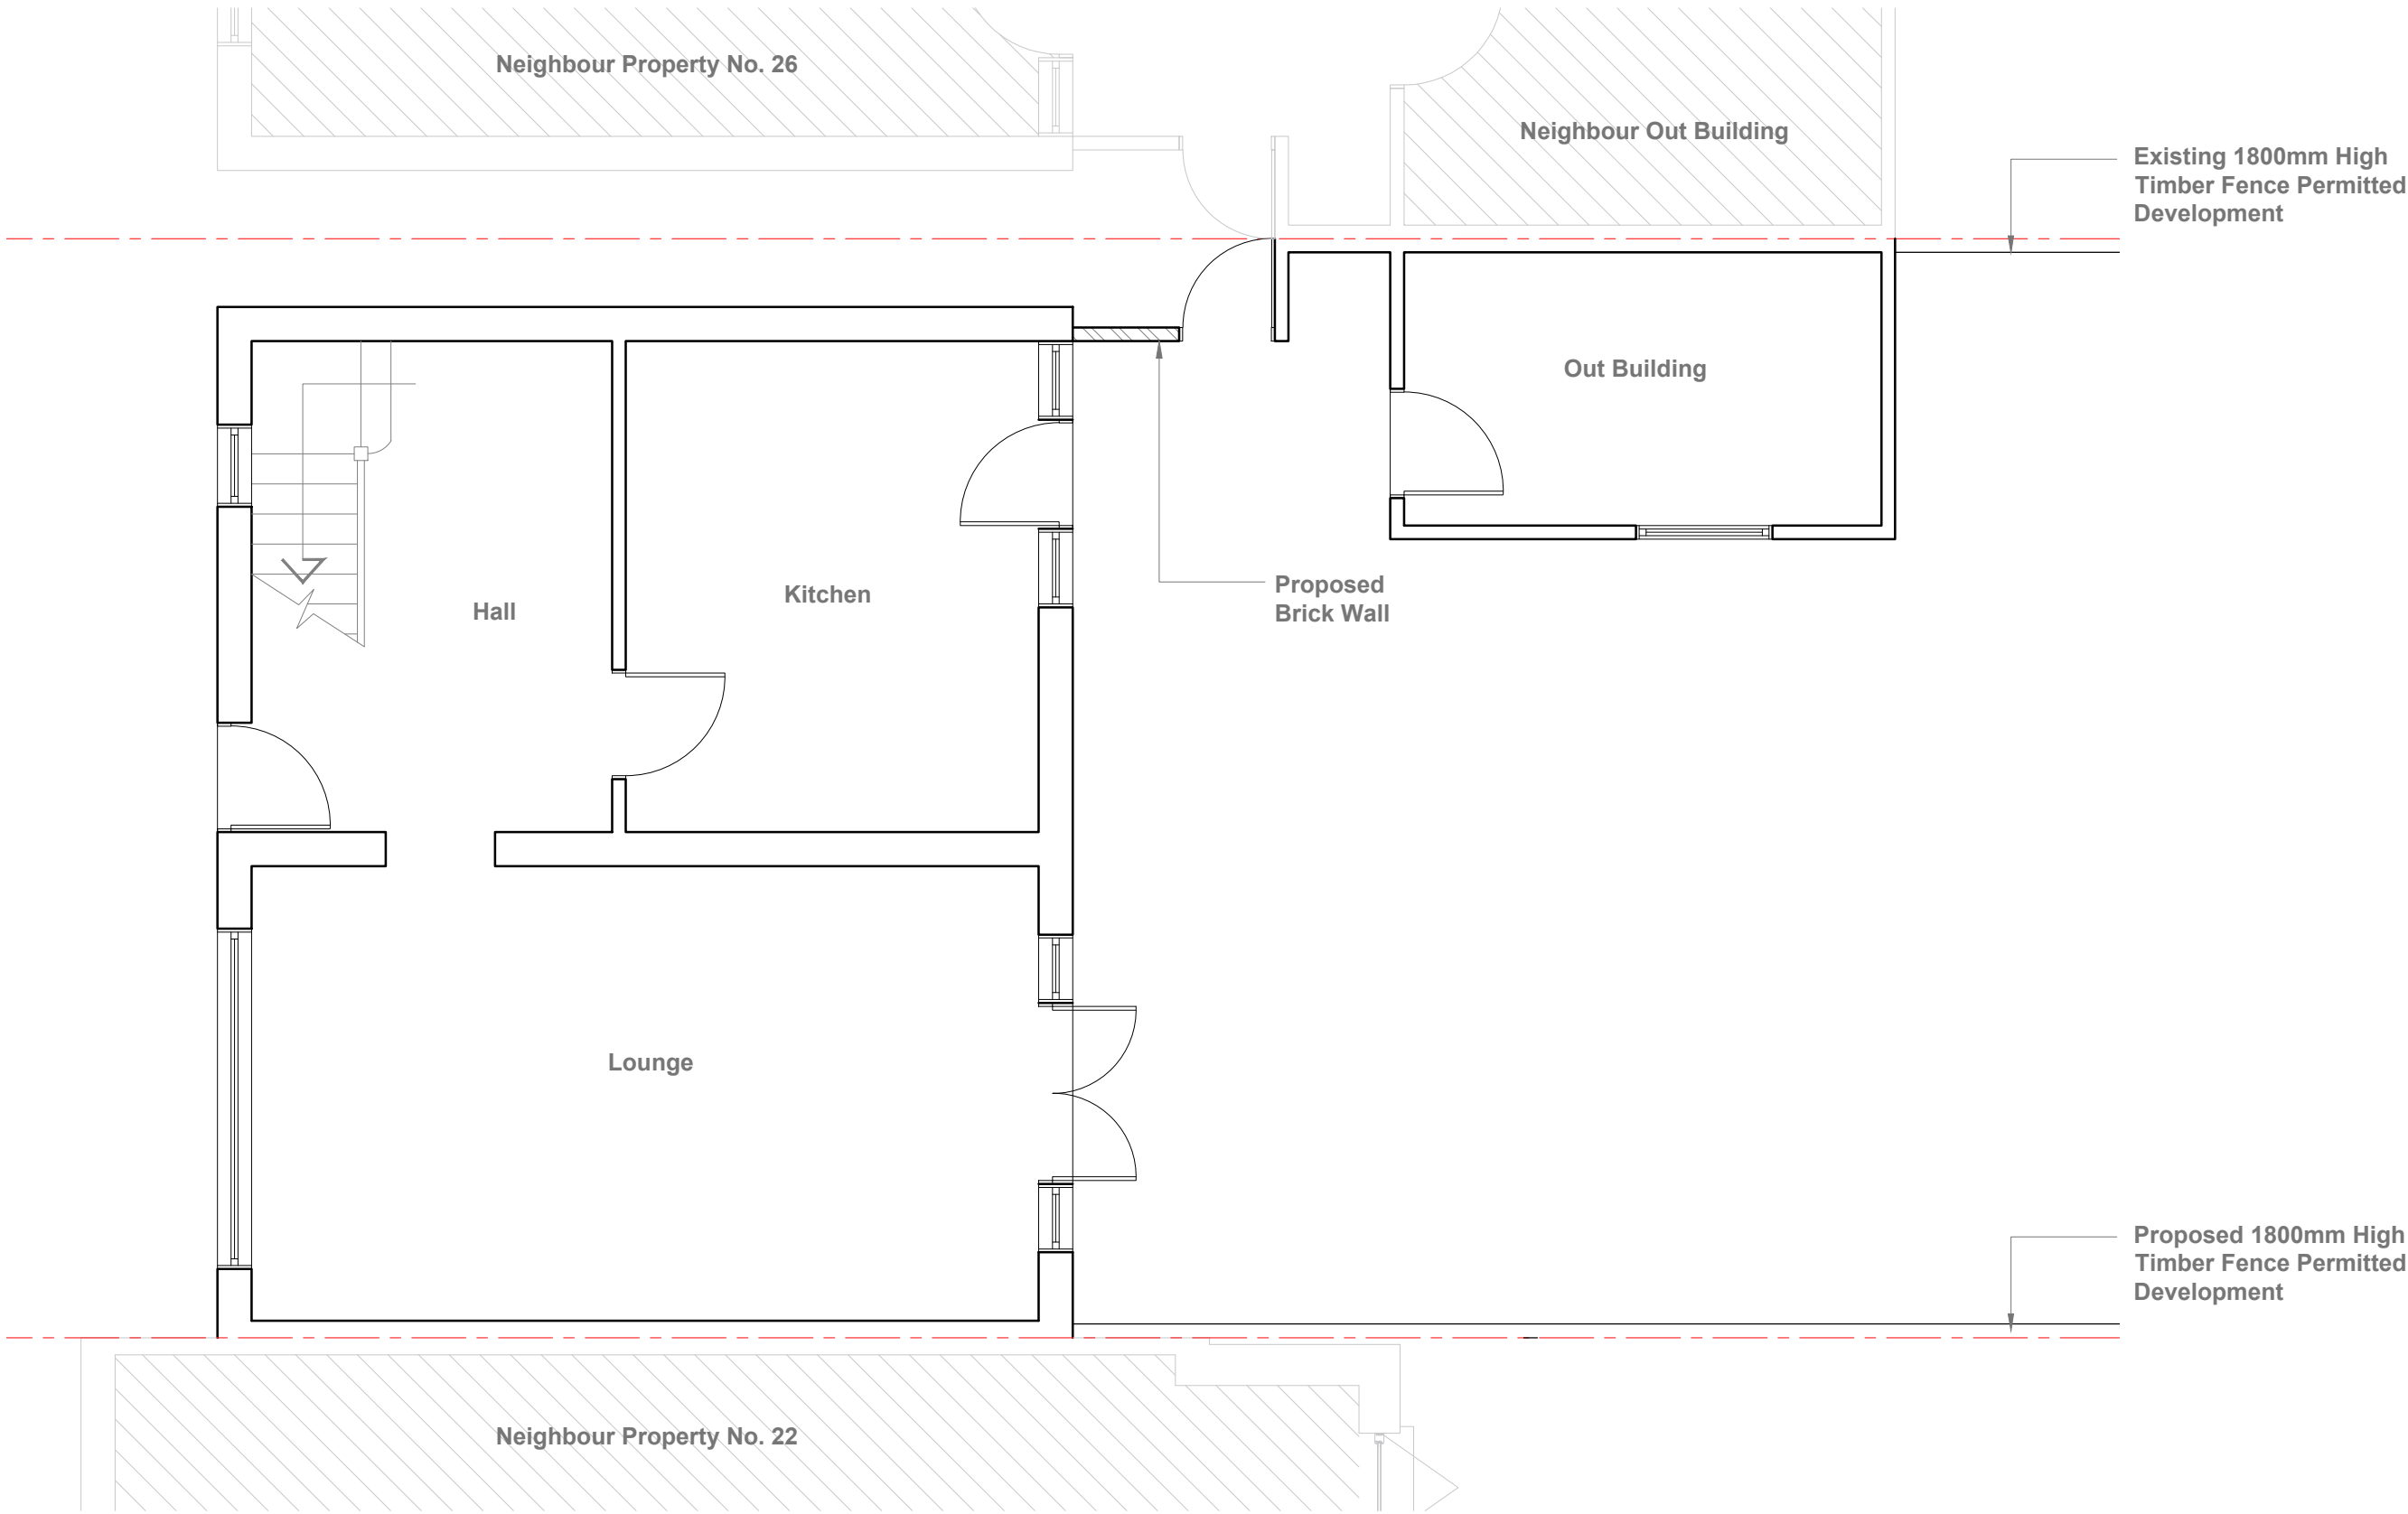 Neighbour Property No. 26
Neighbour Out Building
Existing 1800mm High
Timber Fence Permitted
Development
Out Building
Proposed
Brick Wall
Kitchen
Hall
Lounge
Proposed 1800mm High
Timber Fence Permitted
Development
Neighbour Property No. 22